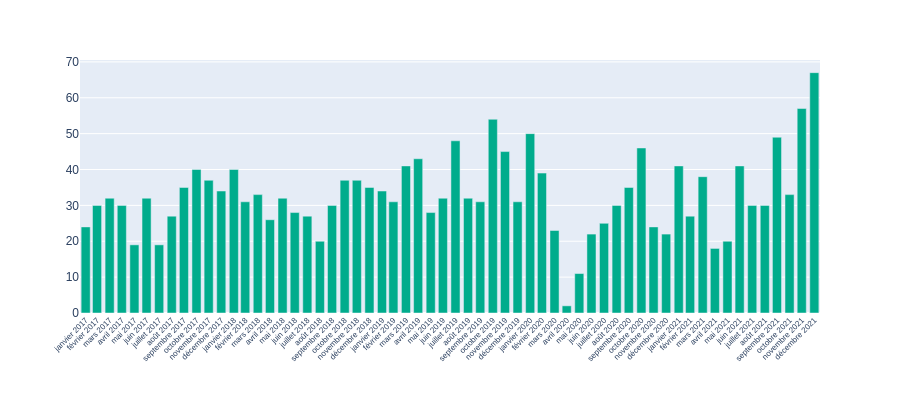 70
60
50
40
30
20
10
0
janvier 2017
février 2017
mars 2017
avril 2017
mai 2017
juin 2017
juillet 2017
août 2017
septembre 2017
octobre 2017
novembre 2017
décembre 2017
janvier 2018
février 2018
mars 2018
avril 2018
mai 2018
juin 2018
juillet 2018
août 2018
septembre 2018
octobre 2018
novembre 2018
décembre 2018
janvier 2019
février 2019
mars 2019
avril 2019
mai 2019
juin 2019
juillet 2019
août 2019
septembre 2019
octobre 2019
novembre 2019
décembre 2019
janvier 2020
février 2020
mars 2020
avril 2020
mai 2020
juin 2020
juillet 2020
août 2020
septembre 2020
octobre 2020
novembre 2020
décembre 2020
janvier 2021
février 2021
mars 2021
avril 2021
mai 2021
juin 2021
juillet 2021
août 2021
septembre 2021
octobre 2021
novembre 2021
décembre 2021